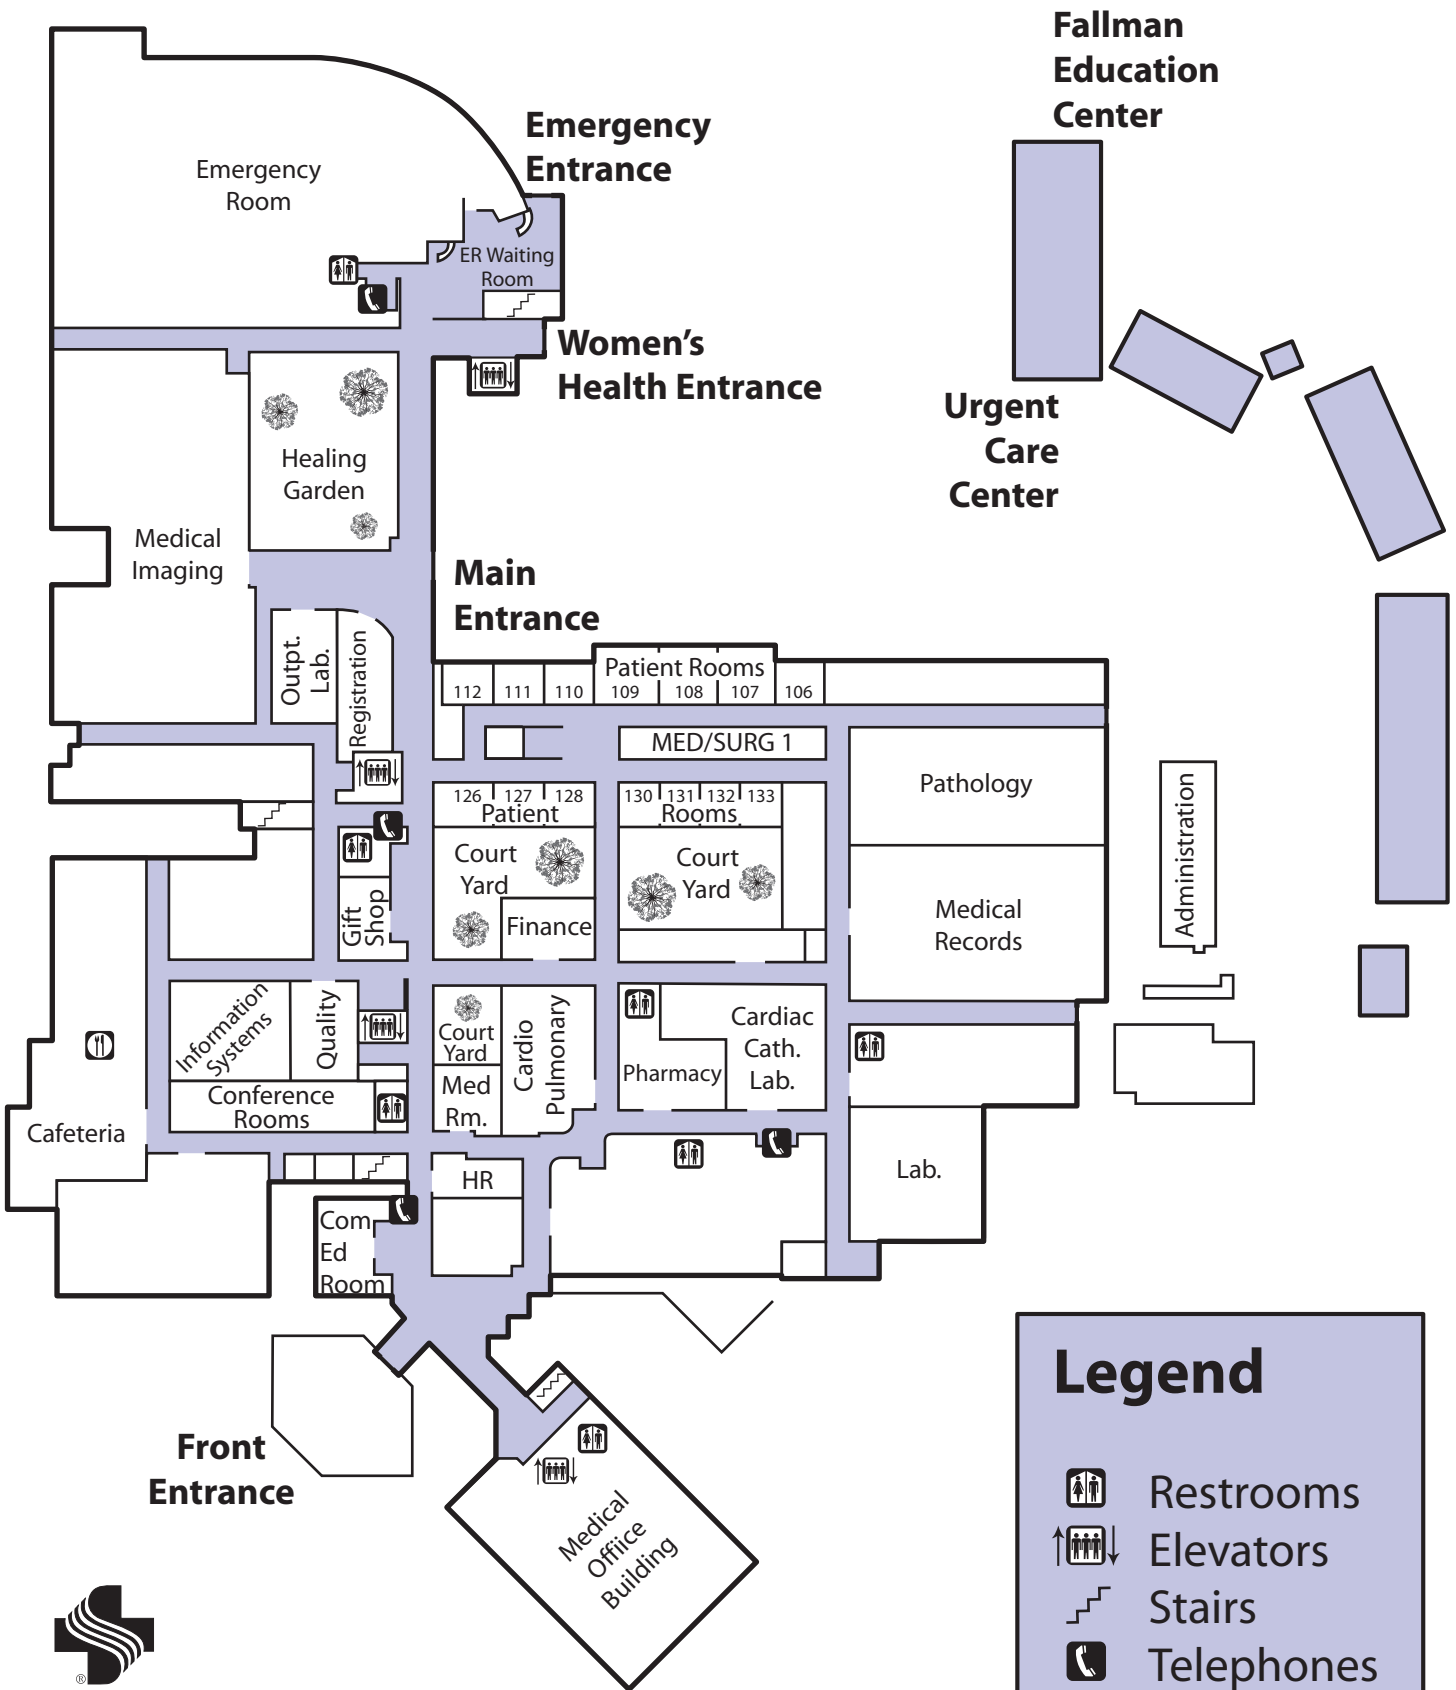 Fallman
Education
Center
Emergency
Entrance
Emergency
Room
ER Waiting
Room
Women's
Health Entrance
Urgent
Care
Center
Healing
Garden
Medical
Imaging
Main
Entrance
Outpt.
Lab.
Registration
Patient Rooms
112
111
110
109
108
107
106
MED/SURG 1
Pathology
Administration
126
127
128
Patient
130
131
132
133
Rooms
Court
Yard
Court
Yard
Gift
Shop
Finance
Medical
Records
Information
Systems
Quality
Court
Yard
Cardio
Pulmonary
Cardiac
Cath.
Lab.
Pharmacy
Med
Rm.
Conference
Rooms
Cafeteria
HR
Lab.
Com
Ed
Room
Front
Entrance
Medical
Offiice
Building
Legend
Restrooms
Elevators
Stairs
Telephones
®